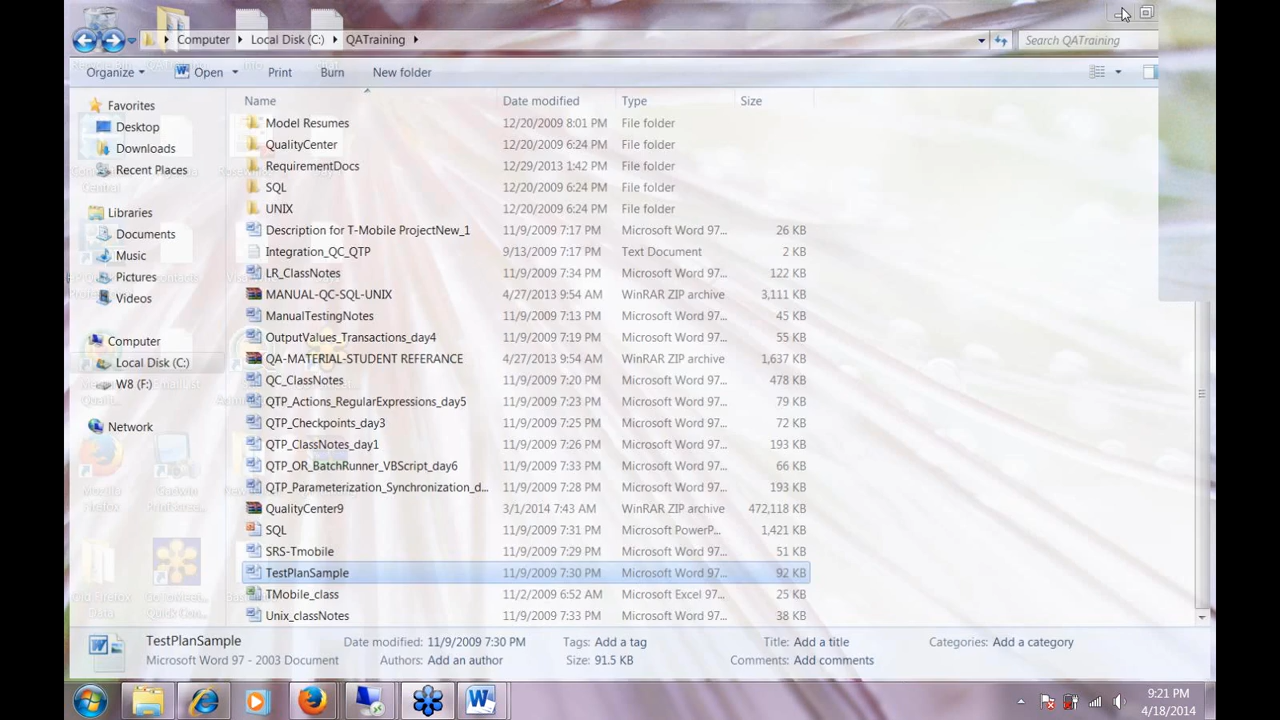 Computer Local Disk (C:) QATraining Search QATraining
Organize Open Print Burn New folder
Name Date modified Type Size
Favorites
Desktop
Downloads
Recent Places
Libraries
Documents
Music
Pictures
Videos
Computer
Local Disk (C:)
W8 (F:)
Network
Model Resumes 12/20/2009 8:01 PM File folder
QualityCenter 12/20/2009 6:24 PM File folder
RequirementDocs 12/29/2013 1:42 PM File folder
SQL 12/20/2009 6:24 PM File folder
UNIX 12/20/2009 6:24 PM File folder
Description for T-Mobile ProjectNew_1 11/9/2009 7:17 PM Microsoft Word 97... 26 KB
Integration_QC_QTP 9/13/2009 7:17 PM Text Document 2 KB
LR_ClassNotes 11/9/2009 7:34 PM Microsoft Word 97... 122 KB
MANUAL-QC-SQL-UNIX 4/27/2013 9:54 AM WinRAR ZIP archive 3,111 KB
ManualTestingNotes 11/9/2009 7:13 PM Microsoft Word 97... 45 KB
OutputValues_Transactions_day4 11/9/2009 7:19 PM Microsoft Word 97... 55 KB
QA-MATERIAL-STUDENT REFERANCE 4/27/2013 9:54 AM WinRAR ZIP archive 1,637 KB
QC_ClassNotes 11/9/2009 7:20 PM Microsoft Word 97... 478 KB
QTP_Actions_RegularExpressions_day5 11/9/2009 7:23 PM Microsoft Word 97... 79 KB
QTP_Checkpoints_day3 11/9/2009 7:22 PM Microsoft Word 97... 72 KB
QTP_ClassNotes_day1 11/9/2009 7:26 PM Microsoft Word 97... 193 KB
QTP_OR_BatchRunner_VBScript_day6 11/9/2009 7:33 PM Microsoft Word 97... 66 KB
QTP_Parameterization_Synchronization_d... 11/9/2009 7:28 PM Microsoft Word 97... 193 KB
QualityCenter9 3/1/2014 7:43 AM WinRAR ZIP archive 472,118 KB
SQL 11/9/2009 7:31 PM Microsoft PowerP... 1,421 KB
SRS-Tmobile 11/9/2009 7:29 PM Microsoft Word 97... 51 KB
TestPlanSample 11/9/2009 7:30 PM Microsoft Word 97... 92 KB
TMobile_class 11/2/2009 6:52 AM Microsoft Excel 97... 25 KB
Unix_classNotes 11/9/2009 7:33 PM Microsoft Word 97... 38 KB
TestPlanSample Date modified: 11/9/2009 7:30 PM Tags: Add a tag Title: Add a title Categories: Add a category
Microsoft Word 97 - 2003 Document Authors: Add an author Size: 91.5 KB Comments: Add comments
9:21 PM
4/18/2014